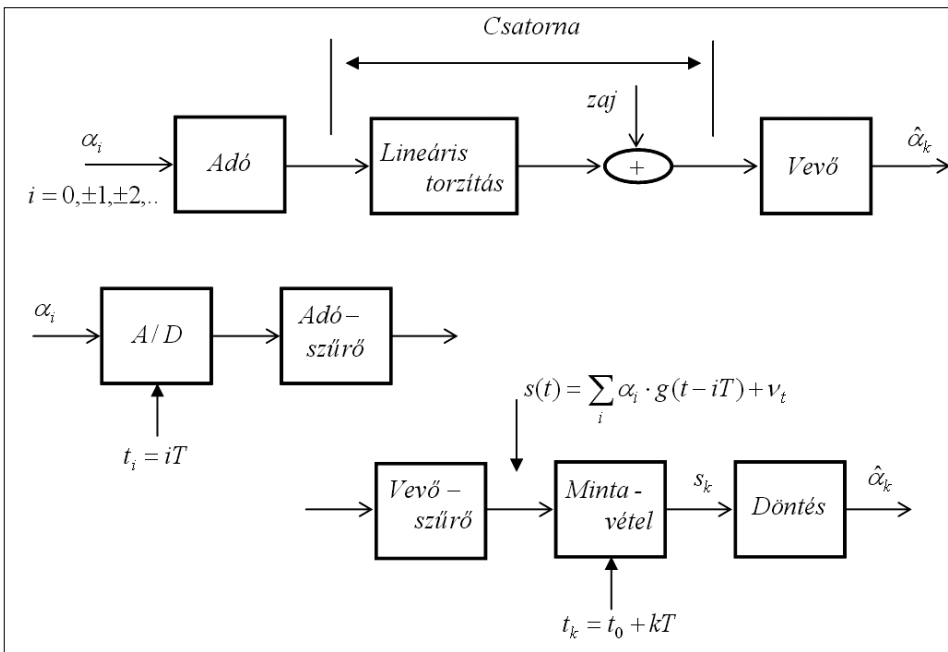 Csatorna
zaj
α_i
i = 0,±1,±2,..
Adó
Lineáris
torzítás
+
Vevő
α̂_k
α_i
A/D
Adó–
szűrő
t_i = iT
s(t) = ∑_i α_i · g(t − iT) + ν_t
Vevő –
szűrő
Minta -
vétel
s_k
Döntés
α̂_k
t_k = t_0 + kT